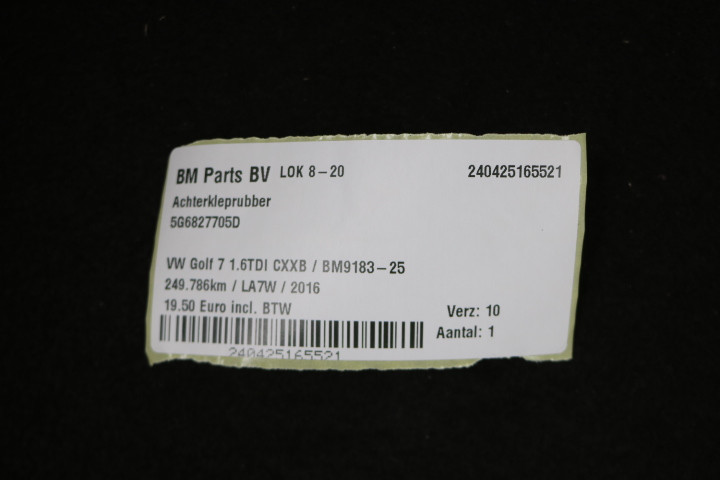 BM Parts BV LOK 8-20 240425165521
Achterkleprubber
5G6827705D
VW Golf 7 1.6TDI CXXB / BM9183-25
249.786km / LA7W / 2016
19.50 Euro incl. BTW Verz: 10
Aantal: 1
240425165521